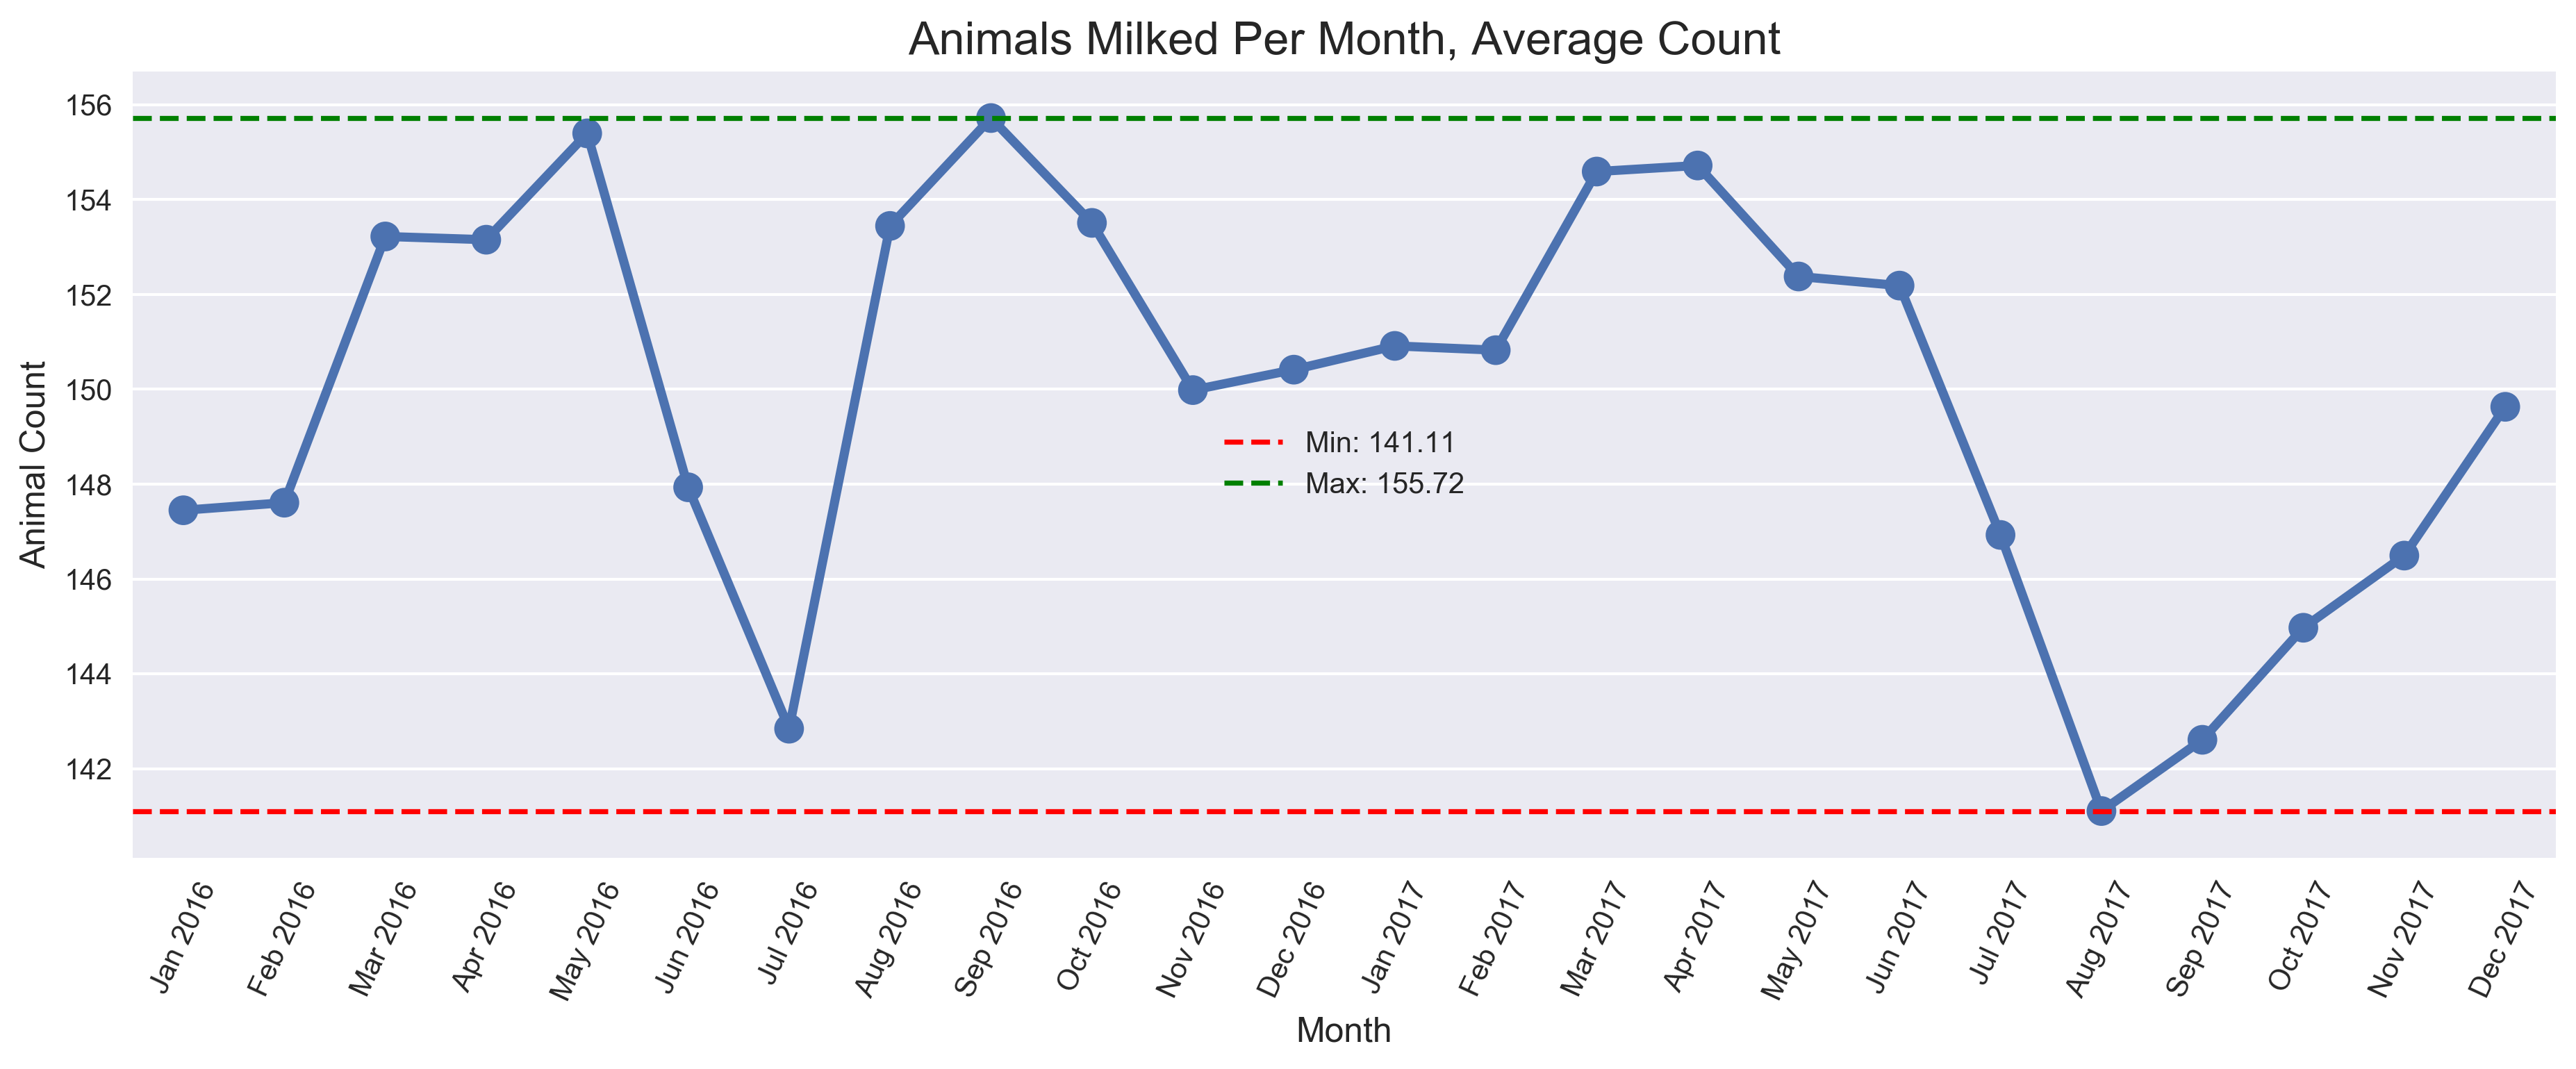 Animals Milked Per Month, Average Count
156
154
152
150
148
146
144
142
Animal Count
Min: 141.11
Max: 155.72
Jan 2016
Feb 2016
Mar 2016
Apr 2016
May 2016
Jun 2016
Jul 2016
Aug 2016
Sep 2016
Oct 2016
Nov 2016
Dec 2016
Jan 2017
Feb 2017
Mar 2017
Apr 2017
May 2017
Jun 2017
Jul 2017
Aug 2017
Sep 2017
Oct 2017
Nov 2017
Dec 2017
Month